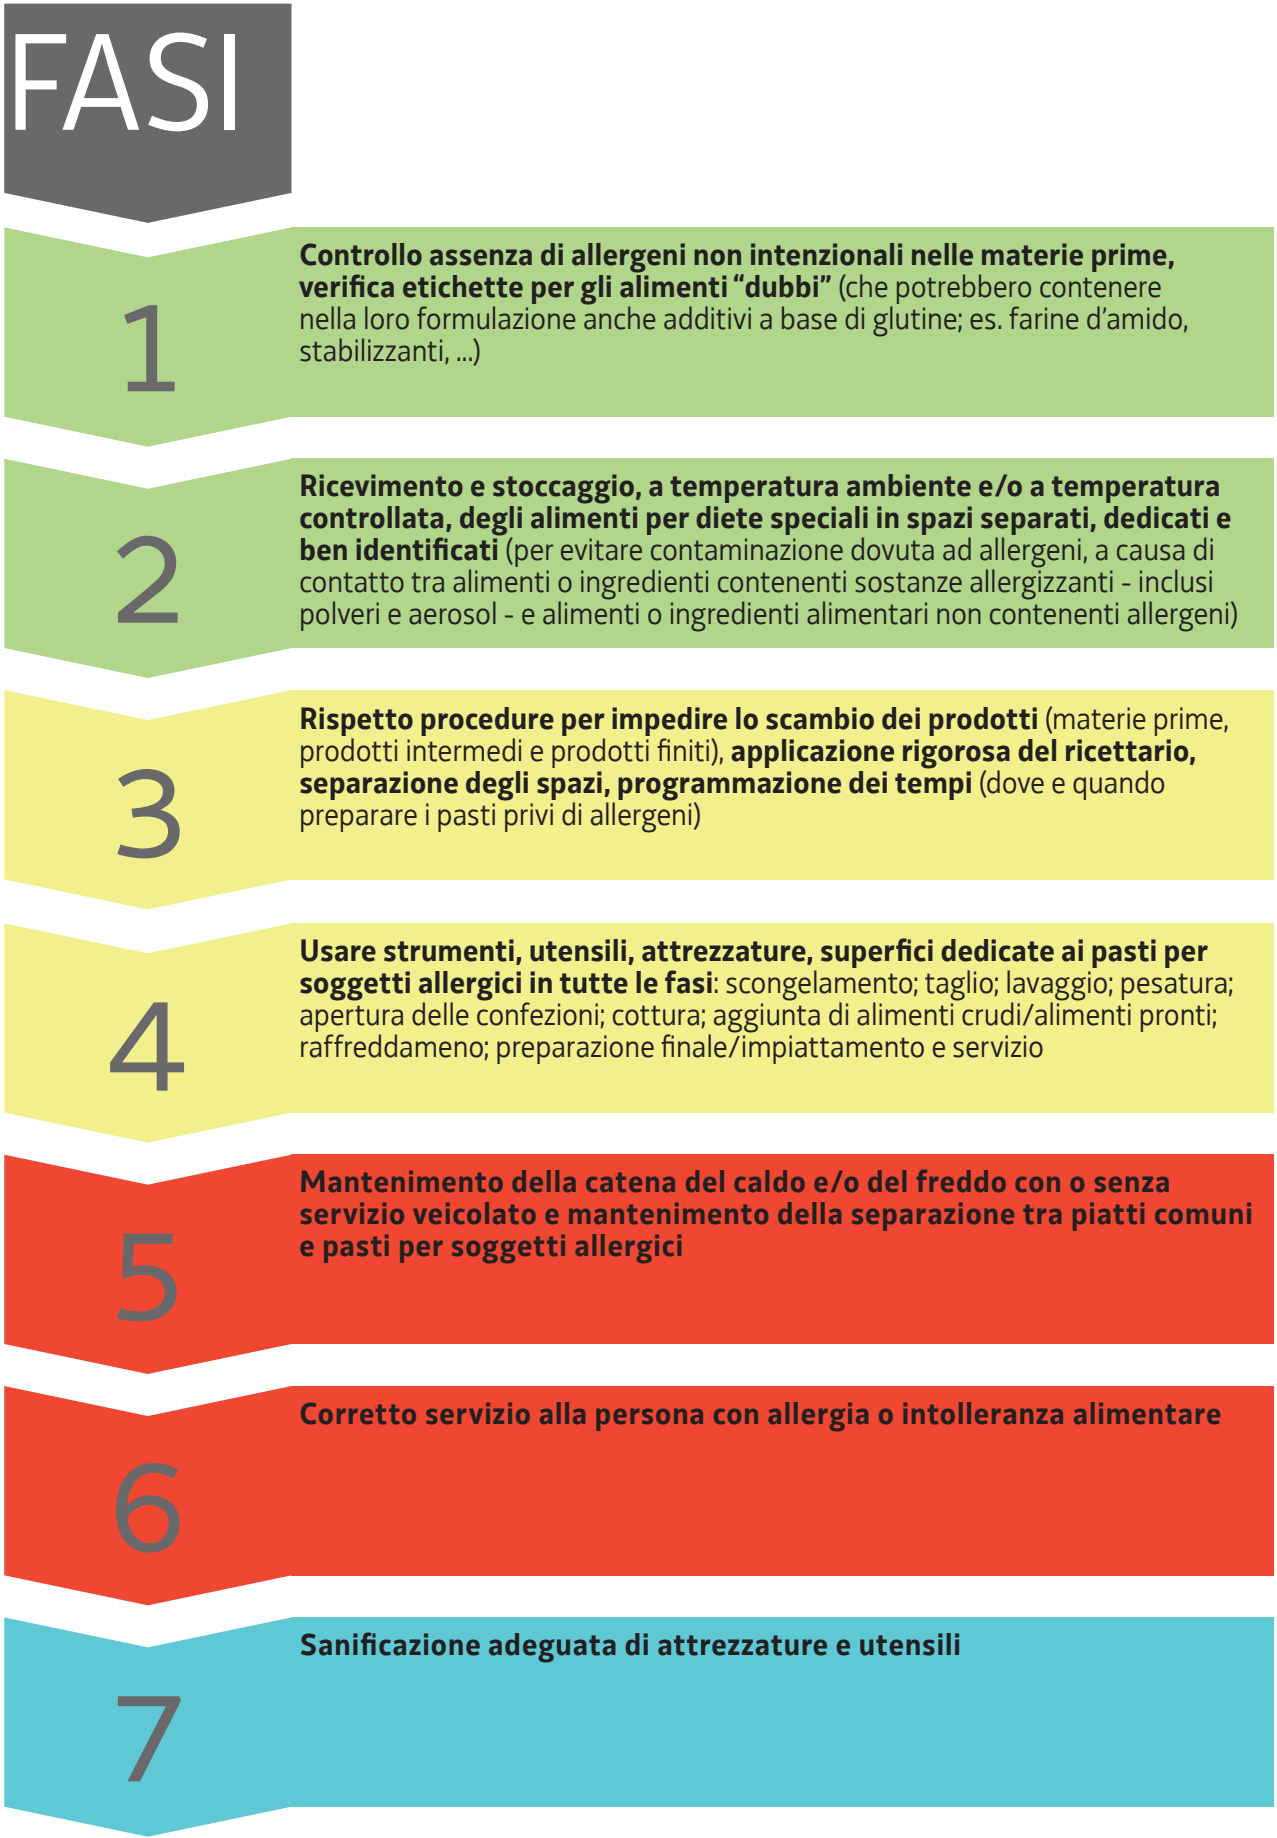 FASI
1
Controllo assenza di allergeni non intenzionali nelle materie prime,
verifica etichette per gli alimenti “dubbi” (che potrebbero contenere
nella loro formulazione anche additivi a base di glutine; es. farine d’amido,
stabilizzanti, ...)
2
Ricevimento e stoccaggio, a temperatura ambiente e/o a temperatura
controllata, degli alimenti per diete speciali in spazi separati, dedicati e
ben identificati (per evitare contaminazione dovuta ad allergeni, a causa di
contatto tra alimenti o ingredienti contenenti sostanze allergizzanti - inclusi
polveri e aerosol - e alimenti o ingredienti alimentari non contenenti allergeni)
3
Rispetto procedure per impedire lo scambio dei prodotti (materie prime,
prodotti intermedi e prodotti finiti), applicazione rigorosa del ricettario,
separazione degli spazi, programmazione dei tempi (dove e quando
preparare i pasti privi di allergeni)
4
Usare strumenti, utensili, attrezzature, superfici dedicate ai pasti per
soggetti allergici in tutte le fasi: scongelamento; taglio; lavaggio; pesatura;
apertura delle confezioni; cottura; aggiunta di alimenti crudi/alimenti pronti;
raffreddameno; preparazione finale/impiattamento e servizio
5
Mantenimento della catena del caldo e/o del freddo con o senza
servizio veicolato e mantenimento della separazione tra piatti comuni
e pasti per soggetti allergici
6
Corretto servizio alla persona con allergia o intolleranza alimentare
7
Sanificazione adeguata di attrezzature e utensili